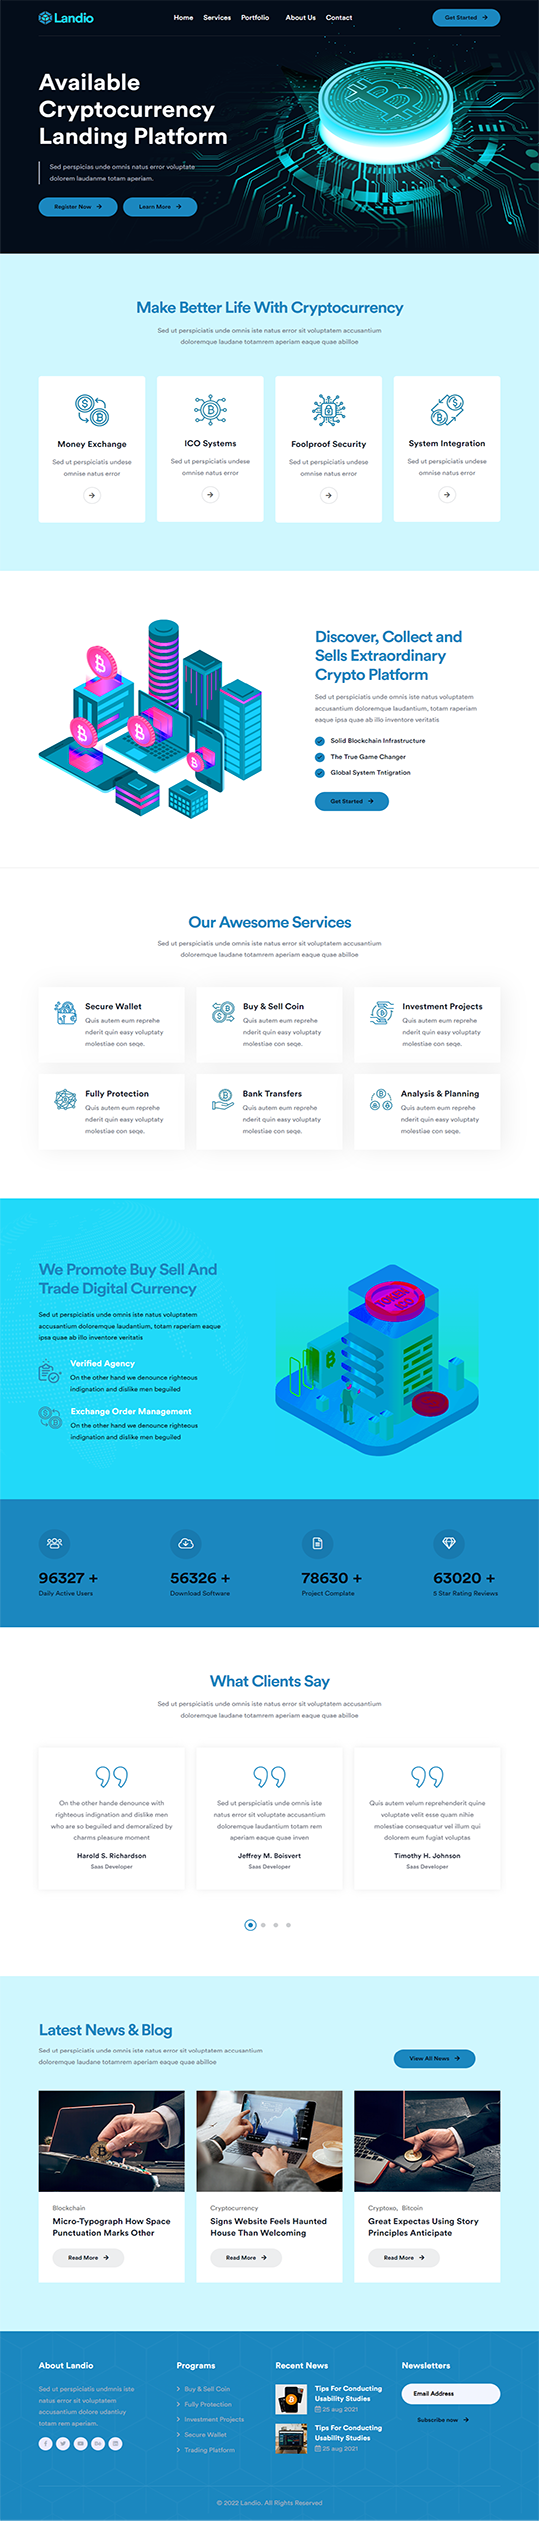 Landio
Home Services Portfolio About Us Contact
Get Started
Available
Cryptocurrency
Landing Platform
Sed perspicias unde omnis natus error voluptate
dolorem laudanme totam aperiam.
Register Now
Learn More
Make Better Life With Cryptocurrency
Sed ut perspiciatis unde omnis iste natus error sit voluptatem accusantium
doloremque laudane totamrem aperiam eaque quae abilloe
Money Exchange
Sed ut perspiciatis undese
omnise natus error
ICO Systems
Sed ut perspiciatis undese
omnise natus error
Foolproof Security
Sed ut perspiciatis undese
omnise natus error
System Integration
Sed ut perspiciatis undese
omnise natus error
Discover, Collect and
Sells Extraordinary
Crypto Platform
Sed ut perspiciatis unde omnis iste natus voluptatem
accusantium doloremque laudantium, totam rapiam
eaque ipsa quae ab illo inventore veritatis
Solid Blockchain Infrastructure
The True Game Changer
Global System Tntigration
Get Started
Our Awesome Services
Sed ut perspiciatis unde omnis iste natus error sit voluptatem accusantium
doloremque laudane totamrem aperiam eaque quae abilloe
Secure Wallet
Quis autem eum reprehe
nderit quin easy voluptaty
molestiae con seqe.
Buy & Sell Coin
Quis autem eum reprehe
nderit quin easy voluptaty
molestiae con seqe.
Investment Projects
Quis autem eum reprehe
nderit quin easy voluptaty
molestiae con seqe.
Fully Protection
Quis autem eum reprehe
nderit quin easy voluptaty
molestiae con seqe.
Bank Transfers
Quis autem eum reprehe
nderit quin easy voluptaty
molestiae con seqe.
Analysis & Planning
Quis autem eum reprehe
nderit quin easy voluptaty
molestiae con seqe.
We Promote Buy Sell And
Trade Digital Currency
Sed ut perspiciatis unde omnis iste natus voluptatem
accusantium doloremque laudantium, totam raperiam eaque
ipsa quae ab illo inventore veritatis
Verified Agency
On the other hand we denounce righteous
indignation and dislike men beguiled
Exchange Order Management
On the other hand we denounce righteous
indignation and dislike men beguiled
TOKEN
ICO
96327 +
Daily Active Users
56326 +
Download Software
78630 +
Project Complate
63020 +
5 Star Rating Reviews
What Clients Say
Sed ut perspiciatis unde omnis iste natus error sit voluptatem accusantium
doloremque laudane totamrem aperiam eaque quae abilloe
On the other hande denounce with
righteous indignation and dislike men
who are so beguiled and demoralized by
charms pleasure moment
Harold S. Richardson
Saas Developer
Sed ut perspiciatis unde omnis iste
natus error sit voluptate accusantium
doloremque laudantium totam rem
aperiam eaque quae inven
Jeffrey M. Boisvert
Saas Developer
Quis autem velum reprehenderit quine
voluptate velit esse quam nihie
molestiae consequatur vel illum qui
dolorem eum fugiat voluptas
Timothy H. Johnson
Saas Developer
Latest News & Blog
Sed ut perspiciatis unde omnis iste natus error sit voluptatem accusantium
doloremque laudane totamrem aperiam eaque quae abilloe
View All News
Blockchain
Micro-Typograph How Space
Punctuation Marks Other
Read More
Cryptocurrency
Signs Website Feels Haunted
House Than Welcoming
Read More
Cryptoxo, Bitcoin
Great Expectas Using Story
Principles Anticipate
Read More
About Landio
Sed ut perspiciatis undmnis iste
natus error sit voluptatem
accusantium dolore udantiuy
totam rem aperiam.
Programs
Buy & Sell Coin
Fully Protection
Investment Projects
Secure Wallet
Trading Platform
Recent News
Tips For Conducting
Usability Studies
25 aug 2021
Tips For Conducting
Usability Studies
25 aug 2021
Newsletters
Email Address
Subscribe now
© 2022 Landio. All Rights Reserved